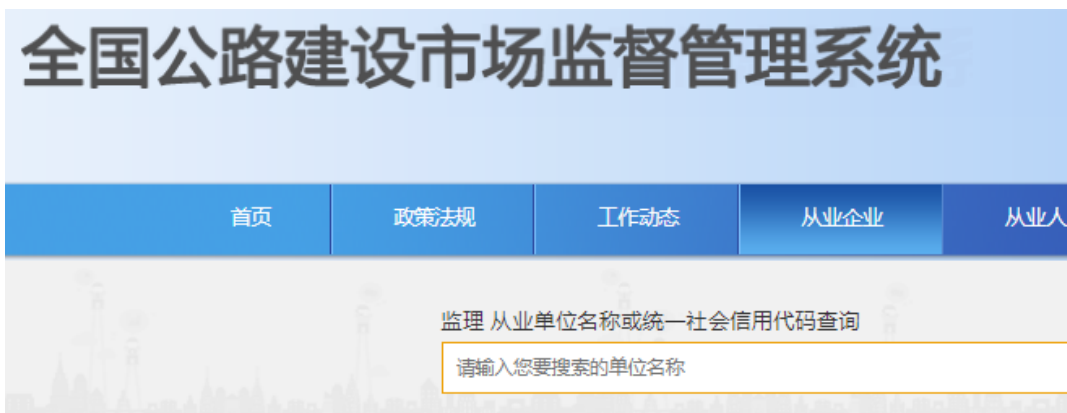 全国公路建设市场监督管理系统
首页 政策法规 工作动态 从业企业 从业人
监理 从业单位名称或统一社会信用代码查询
请输入您要搜索的单位名称